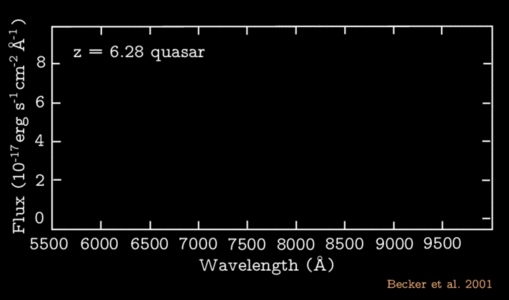 z = 6.28 quasar
Flux (10⁻¹⁷ erg s⁻¹ cm⁻² Å⁻¹)
8
6
4
2
0
5500 6000 6500 7000 7500 8000 8500 9000 9500
Wavelength (Å)
Becker et al. 2001